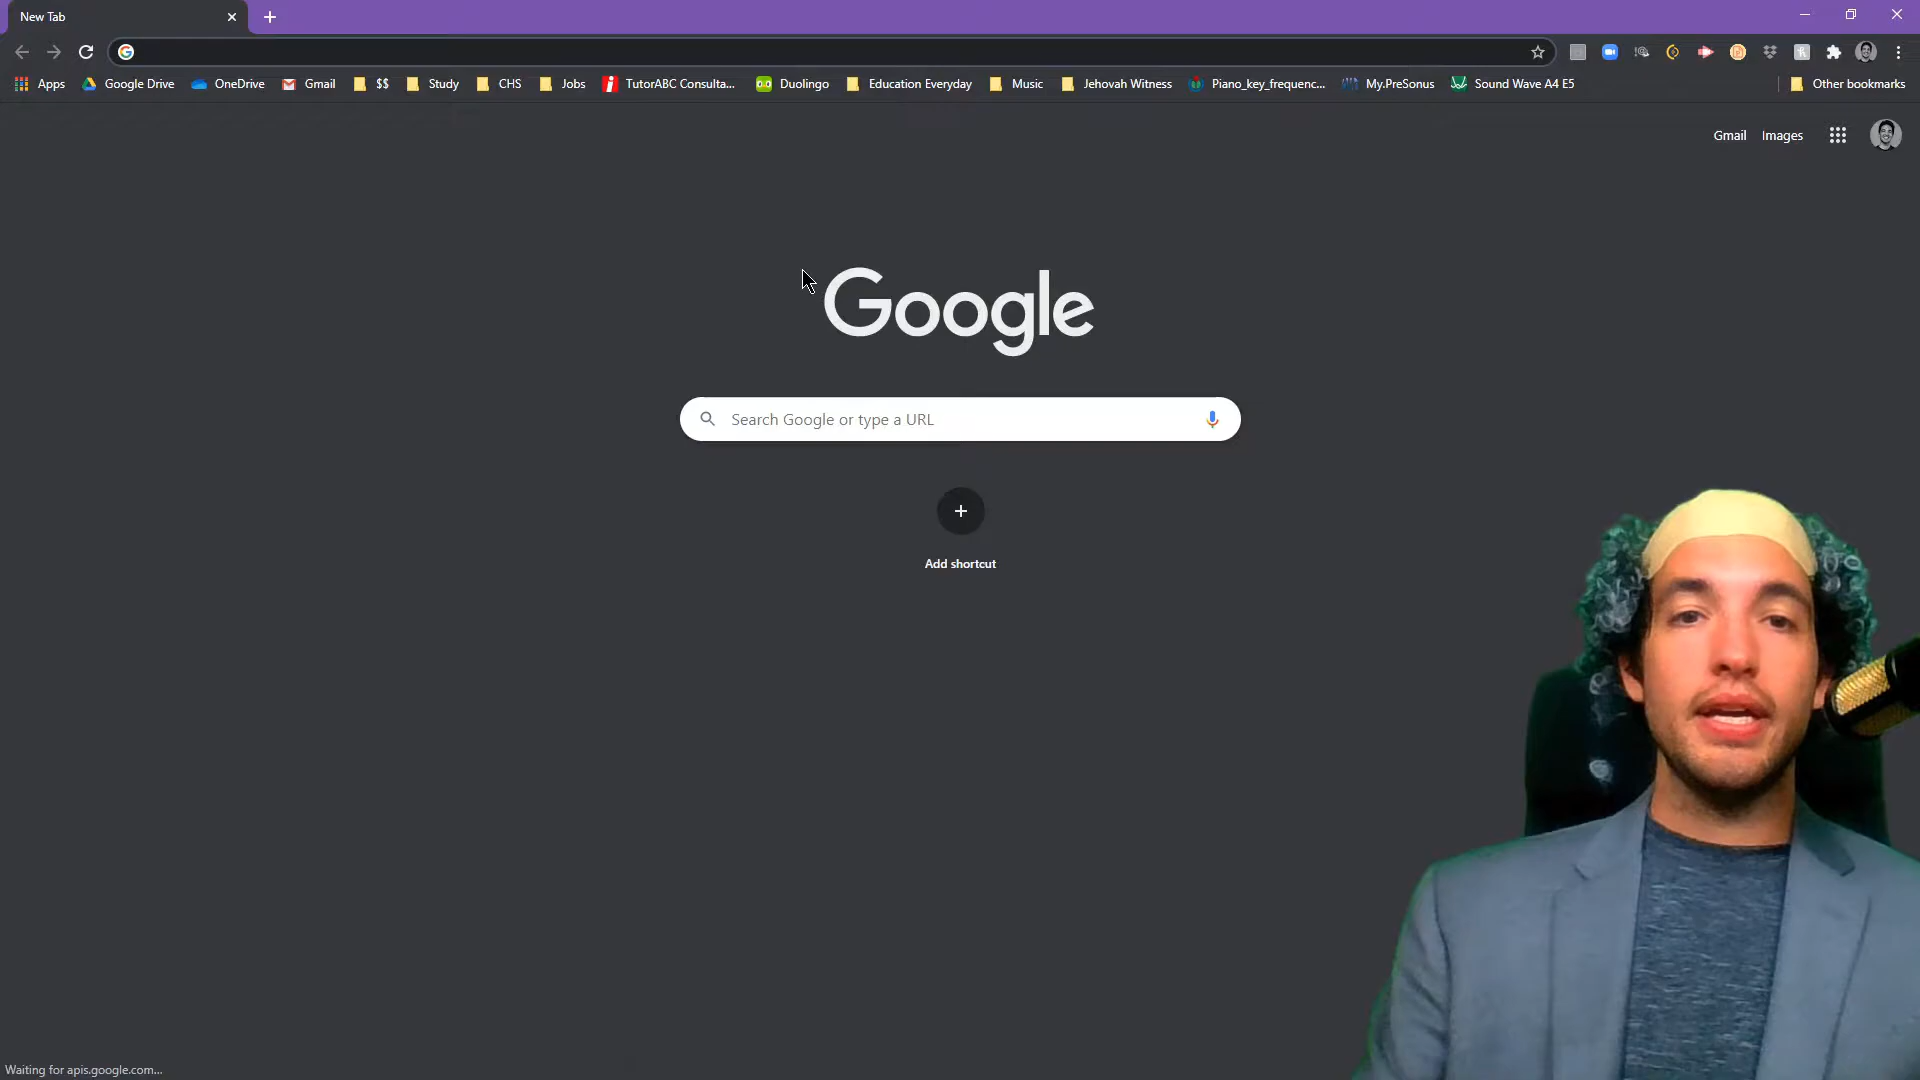 New Tab
Apps Google Drive OneDrive Gmail $$ Study CHS Jobs TutorABC Consulta... Duolingo Education Everyday Music Jehovah Witness Piano_key_frequenc... My.PreSonus Sound Wave A4 E5 Other bookmarks
Gmail Images
Google
Search Google or type a URL
Add shortcut
Waiting for apis.google.com...